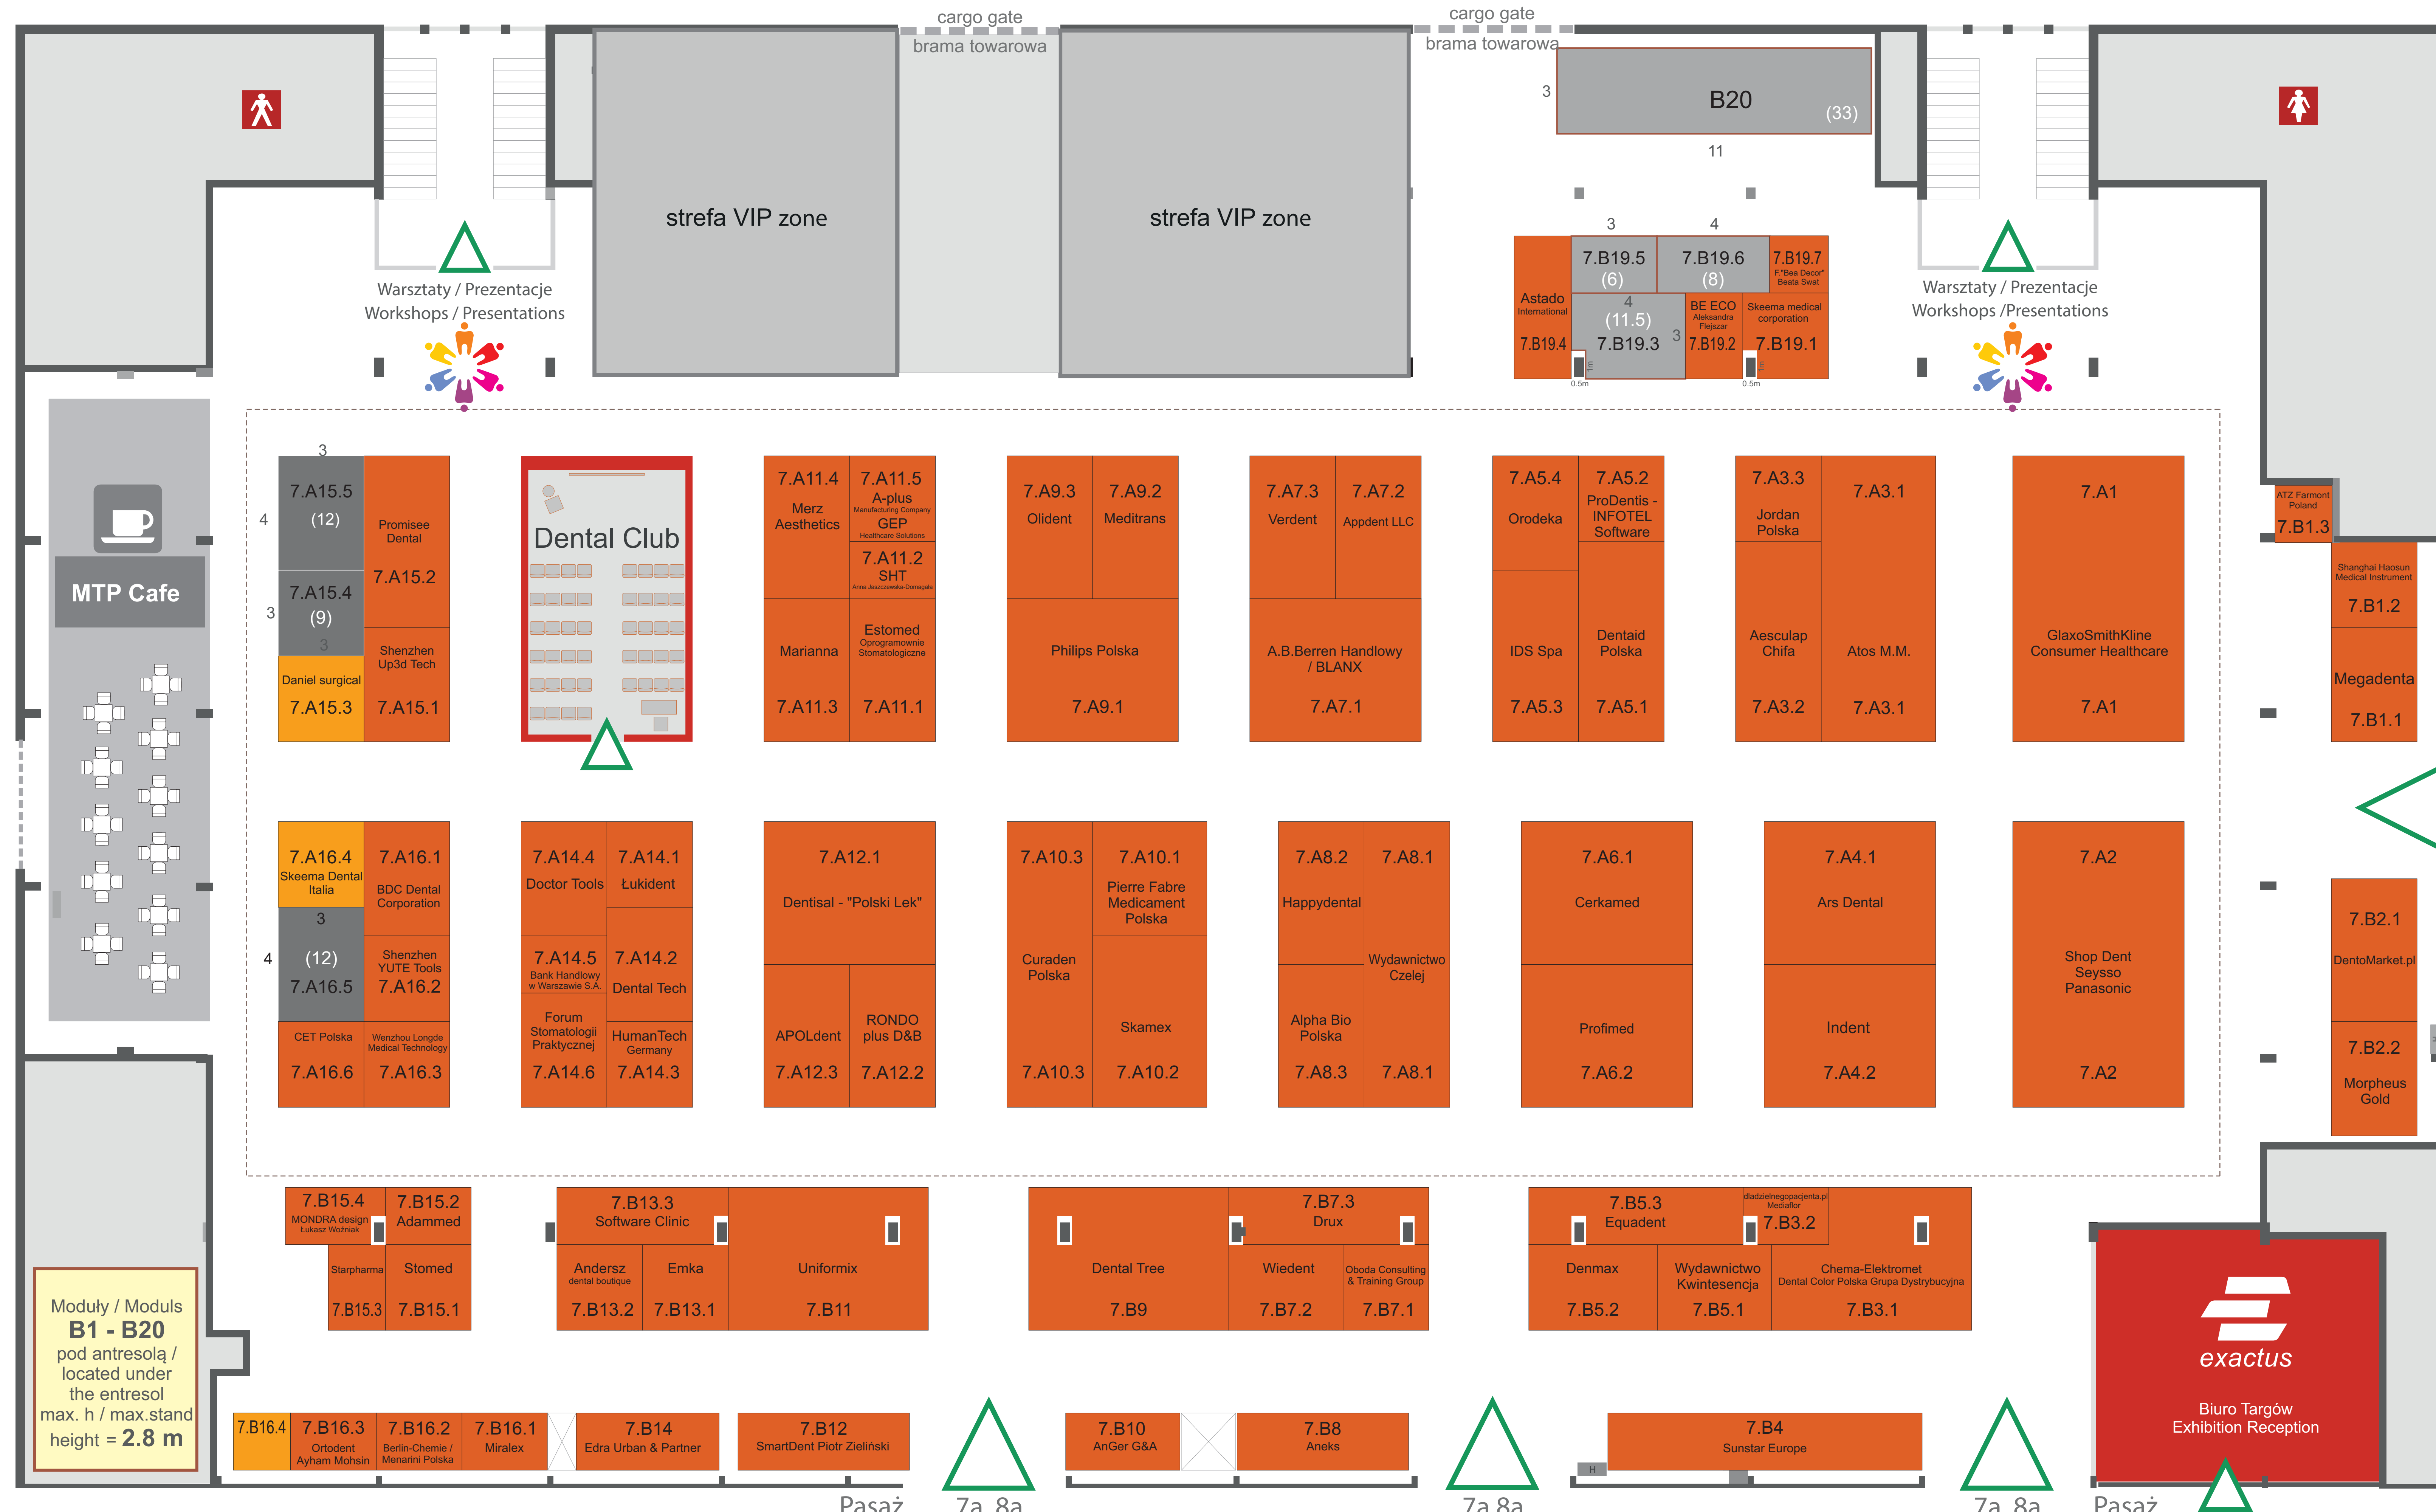 cargo gate
brama towarowa
cargo gate
brama towarowa
B20
(33)
3
11
strefa VIP zone
strefa VIP zone
Warsztaty / Prezentacje
Workshops / Presentations
Warsztaty / Prezentacje
Workshops /Presentations
3
4
7.B19.5
(6)
7.B19.6
(8)
7.B19.7
F."Bea Decor"
Beata Swat
Astado
International
7.B19.4
4
(11.5)
3
7.B19.3
BE ECO
Aleksandra
Flejszar
7.B19.2
Skeema medical
corporation
7.B19.1
1m
1m
0.5m
0.5m
MTP Cafe
3
4
7.A15.5
(12)
Promisee
Dental
7.A15.2
3
7.A15.4
(9)
3
Daniel surgical
7.A15.3
Shenzhen
Up3d Tech
7.A15.1
Dental Club
7.A11.4
Merz
Aesthetics
7.A11.5
A-plus
Manufacturing Company
GEP
Healthcare Solutions
7.A11.2
SHT
Anna Jaszczewska-Domagała
Marianna
7.A11.3
Estomed
Oprogramownie
Stomatologiczne
7.A11.1
7.A9.3
Olident
7.A9.2
Meditrans
Philips Polska
7.A9.1
7.A7.3
Verdent
7.A7.2
Appdent LLC
A.B.Berren Handlowy
/ BLANX
7.A7.1
7.A5.4
Orodeka
7.A5.2
ProDentis -
INFOTEL
Software
IDS Spa
7.A5.3
Dentaid
Polska
7.A5.1
7.A3.3
Jordan
Polska
7.A3.1
Aesculap
Chifa
7.A3.2
Atos M.M.
7.A3.1
7.A1
GlaxoSmithKline
Consumer Healthcare
7.A1
ATZ Farmont
Poland
7.B1.3
Shanghai Haosun
Medical Instrument
7.B1.2
Megadenta
7.B1.1
7.A16.4
Skeema Dental
Italia
7.A16.1
BDC Dental
Corporation
3
4
(12)
7.A16.5
Shenzhen
YUTE Tools
7.A16.2
CET Polska
7.A16.6
Wenzhou Longde
Medical Technology
7.A16.3
7.A14.4
Doctor Tools
7.A14.1
Łukident
7.A14.5
Bank Handlowy
w Warszawie S.A.
7.A14.2
Dental Tech
Forum
Stomatologii
Praktycznej
7.A14.6
HumanTech
Germany
7.A14.3
7.A12.1
Dentisal - "Polski Lek"
APOLdent
7.A12.3
RONDO
plus D&B
7.A12.2
7.A10.3
Curaden
Polska
7.A10.3
7.A10.1
Pierre Fabre
Medicament
Polska
Skamex
7.A10.2
7.A8.2
Happydental
7.A8.1
Wydawnictwo
Czelej
Alpha Bio
Polska
7.A8.3
7.A8.1
7.A6.1
Cerkamed
Profimed
7.A6.2
7.A4.1
Ars Dental
Indent
7.A4.2
7.A2
Shop Dent
Seysso
Panasonic
7.A2
7.B2.1
DentoMarket.pl
7.B2.2
Morpheus
Gold
7.B15.4
MONDRA design
Łukasz Woźniak
7.B15.2
Adammed
Starpharma
7.B15.3
Stomed
7.B15.1
7.B13.3
Software Clinic
Andersz
dental boutique
7.B13.2
Emka
7.B13.1
Uniformix
7.B11
Dental Tree
7.B9
7.B7.3
Drux
Wiedent
7.B7.2
Oboda Consulting
& Training Group
7.B7.1
7.B5.3
Equadent
dladzielnegopacjenta.pl
Mediaflor
7.B3.2
Denmax
7.B5.2
Wydawnictwo
Kwintesencja
7.B5.1
Chema-Elektromet
Dental Color Polska Grupa Dystrybucyjna
7.B3.1
Moduły / Moduls
B1 - B20
pod antresolą /
located under
the entresol
max. h / max.stand
height = 2.8 m
7.B16.4
7.B16.3
Ortodent
Ayham Mohsin
7.B16.2
Berlin-Chemie /
Menarini Polska
7.B16.1
Miralex
7.B14
Edra Urban & Partner
7.B12
SmartDent Piotr Zieliński
7.B10
AnGer G&A
7.B8
Aneks
7.B4
Sunstar Europe
H
exactus
Biuro Targów
Exhibition Reception
Pasaż
7a, 8a
7a,8a
7a, 8a
Pasaż